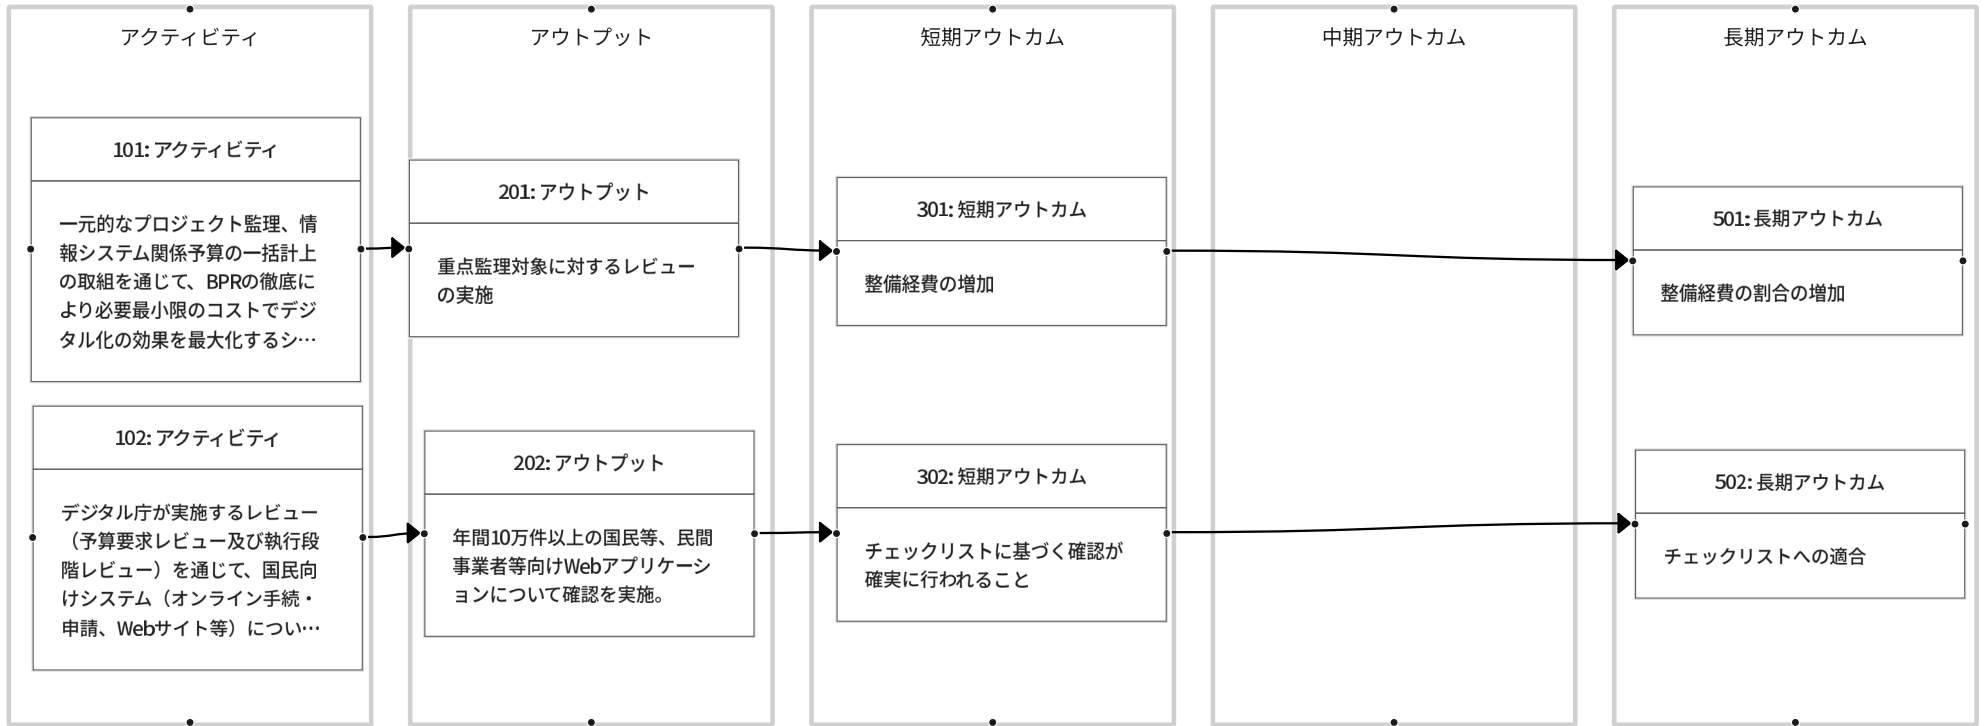 アクティビティ
アウトプット
短期アウトカム
中期アウトカム
長期アウトカム
101: アクティビティ
一元的なプロジェクト監理、情
報システム関係予算の一括計上
の取組を通じて、BPRの徹底に
より必要最小限のコストでデジ
タル化の効果を最大化するシ…
201: アウトプット
重点監理対象に対するレビュー
の実施
301: 短期アウトカム
整備経費の増加
501: 長期アウトカム
整備経費の割合の増加
102: アクティビティ
デジタル庁が実施するレビュー
（予算要求レビュー及び執行段
階レビュー）を通じて、国民向
けシステム（オンライン手続・
申請、Webサイト等）につい…
202: アウトプット
年間10万件以上の国民等、民間
事業者等向けWebアプリケーシ
ョンについて確認を実施。
302: 短期アウトカム
チェックリストに基づく確認が
確実に行われること
502: 長期アウトカム
チェックリストへの適合